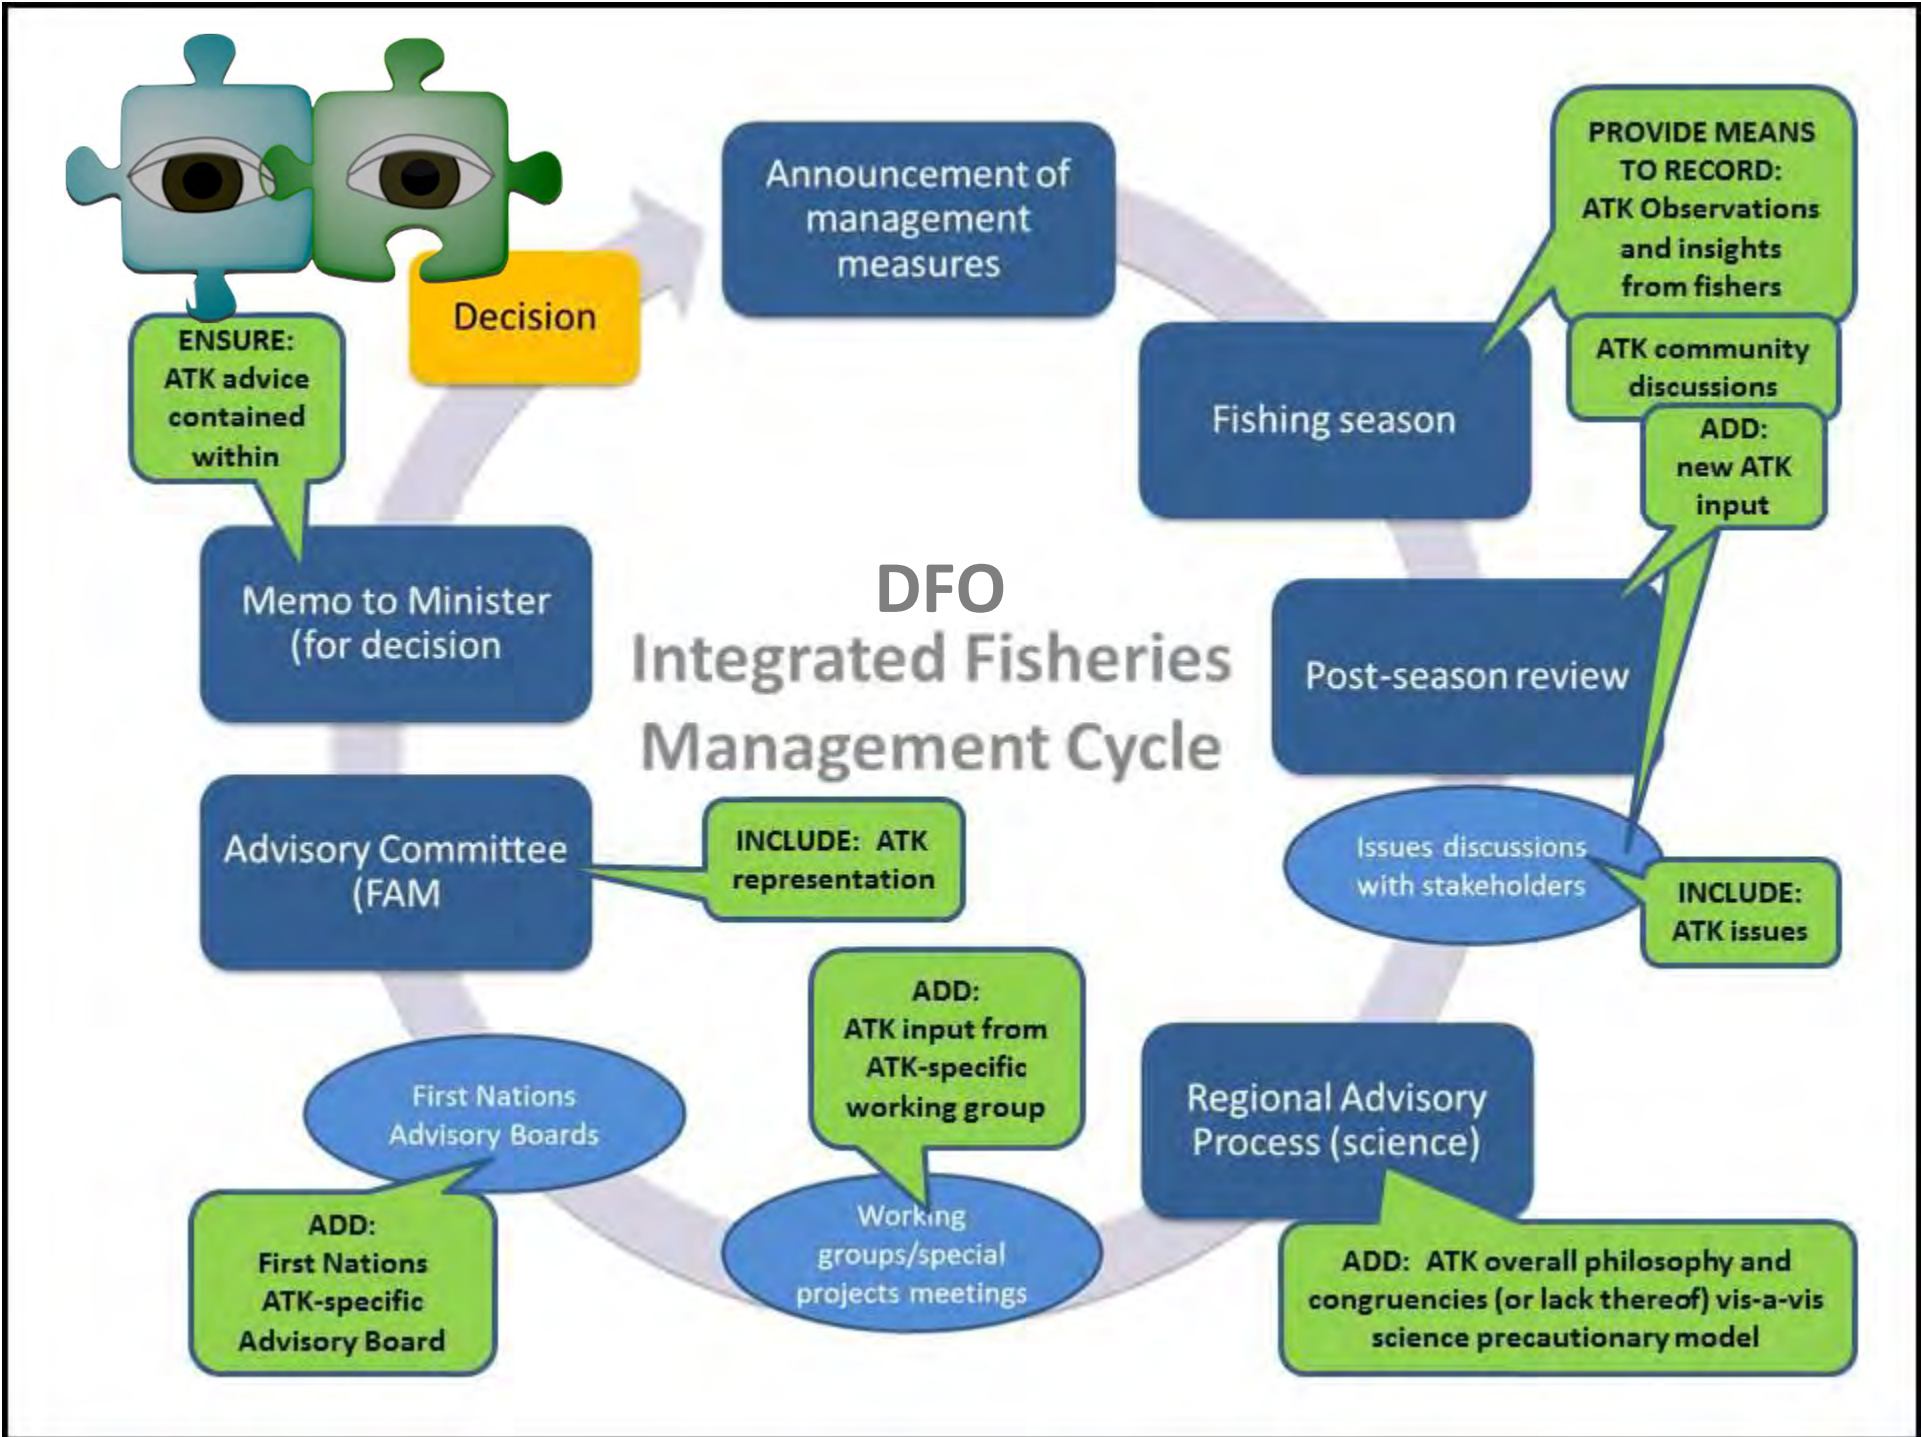 Announcement of
management
measures
PROVIDE MEANS
TO RECORD:
ATK Observations
and insights
from fishers
ATK community
discussions
ADD:
new ATK
input
Fishing season
Post-season review
Issues discussions
with stakeholders
INCLUDE:
ATK issues
Regional Advisory
Process (science)
ADD: ATK overall philosophy and
congruencies (or lack thereof) vis-a-vis
science precautionary model
ADD:
ATK input from
ATK-specific
working group
Working
groups/special
projects meetings
First Nations
Advisory Boards
ADD:
First Nations
ATK-specific
Advisory Board
Advisory Committee
(FAM
INCLUDE: ATK
representation
Memo to Minister
(for decision
ENSURE:
ATK advice
contained
within
Decision
DFO
Integrated Fisheries
Management Cycle